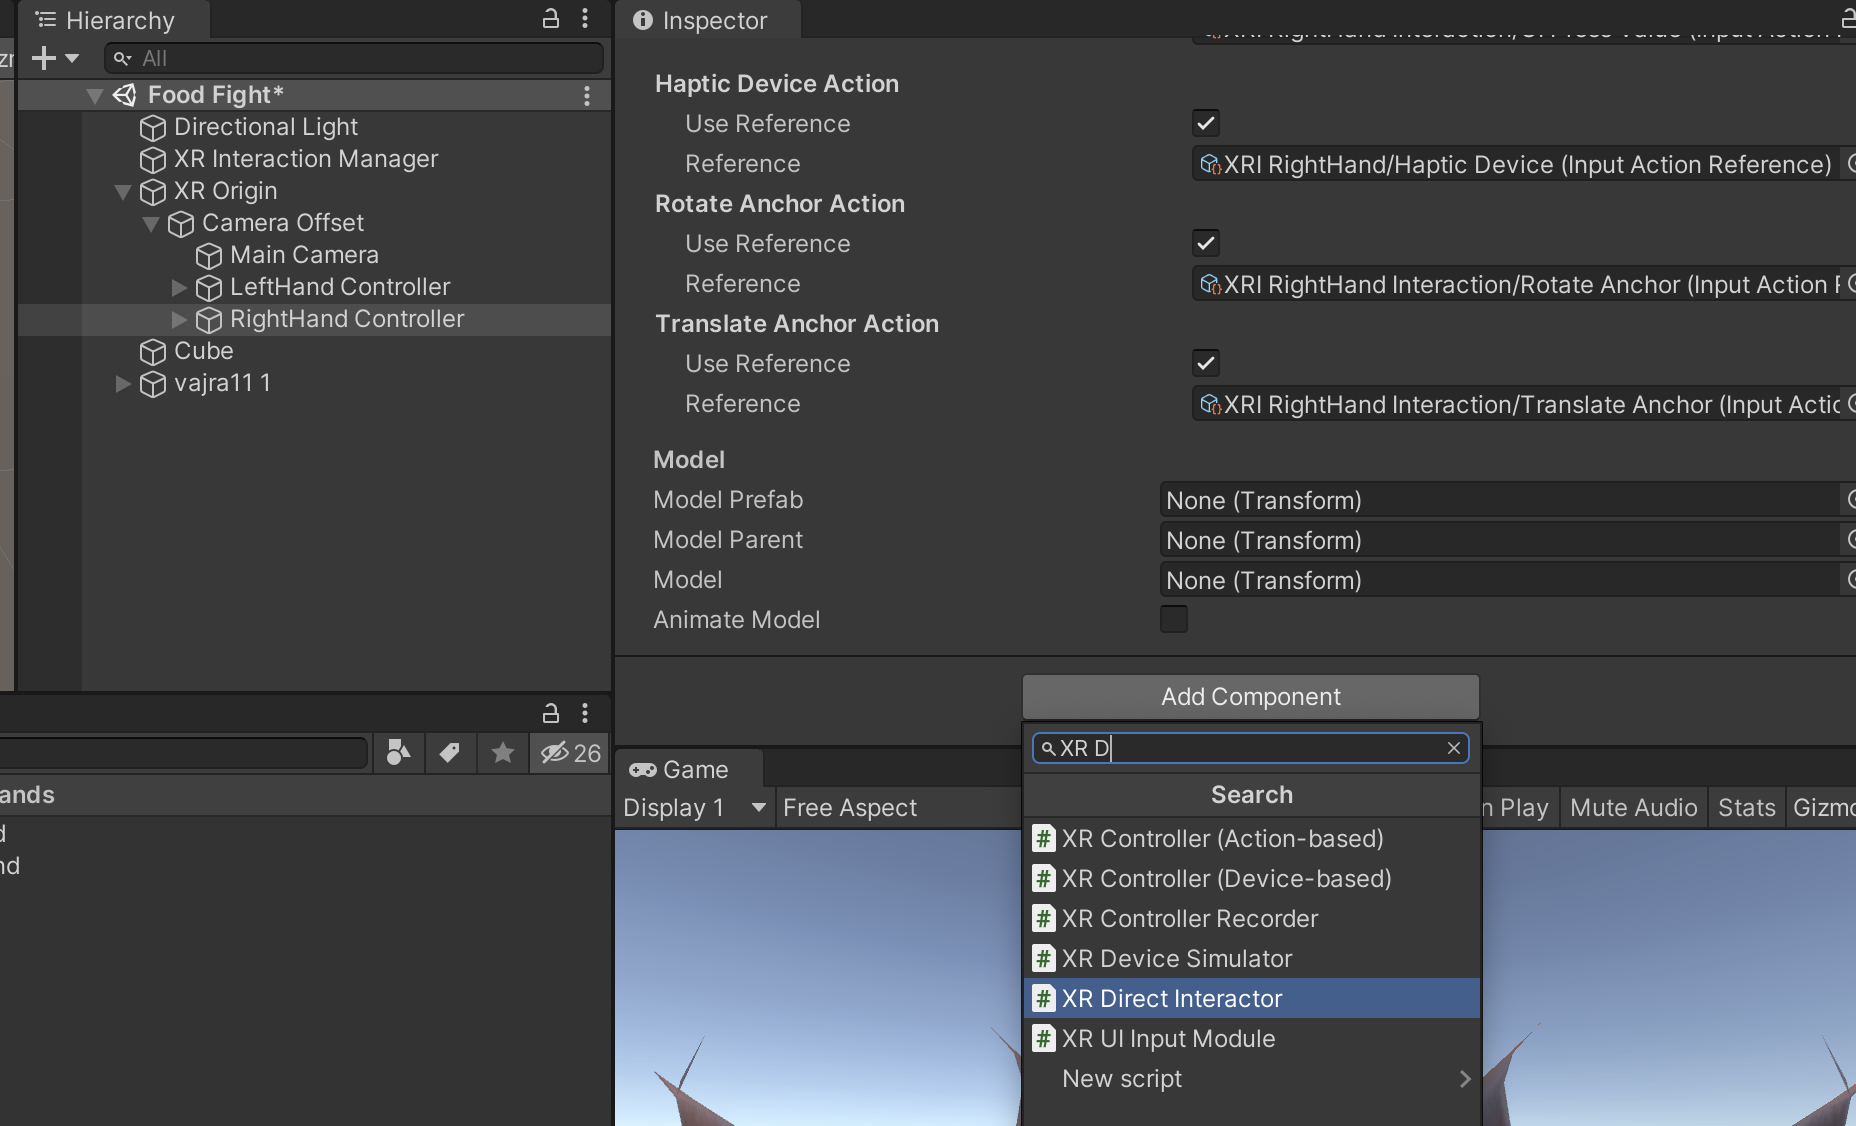 Hierarchy
All
Food Fight*
Directional Light
XR Interaction Manager
XR Origin
Camera Offset
Main Camera
LeftHand Controller
RightHand Controller
Cube
vajra11 1
26
ands
d
nd
Inspector
Haptic Device Action
Use Reference
Reference XRI RightHand/Haptic Device (Input Action Reference)
Rotate Anchor Action
Use Reference
Reference XRI RightHand Interaction/Rotate Anchor (Input Action
Translate Anchor Action
Use Reference
Reference XRI RightHand Interaction/Translate Anchor (Input Actio
Model
Model Prefab None (Transform)
Model Parent None (Transform)
Model None (Transform)
Animate Model
Add Component
XR D
Search
XR Controller (Action-based)
XR Controller (Device-based)
XR Controller Recorder
XR Device Simulator
XR Direct Interactor
XR UI Input Module
New script
Game
Display 1 Free Aspect n Play Mute Audio Stats Gizmo